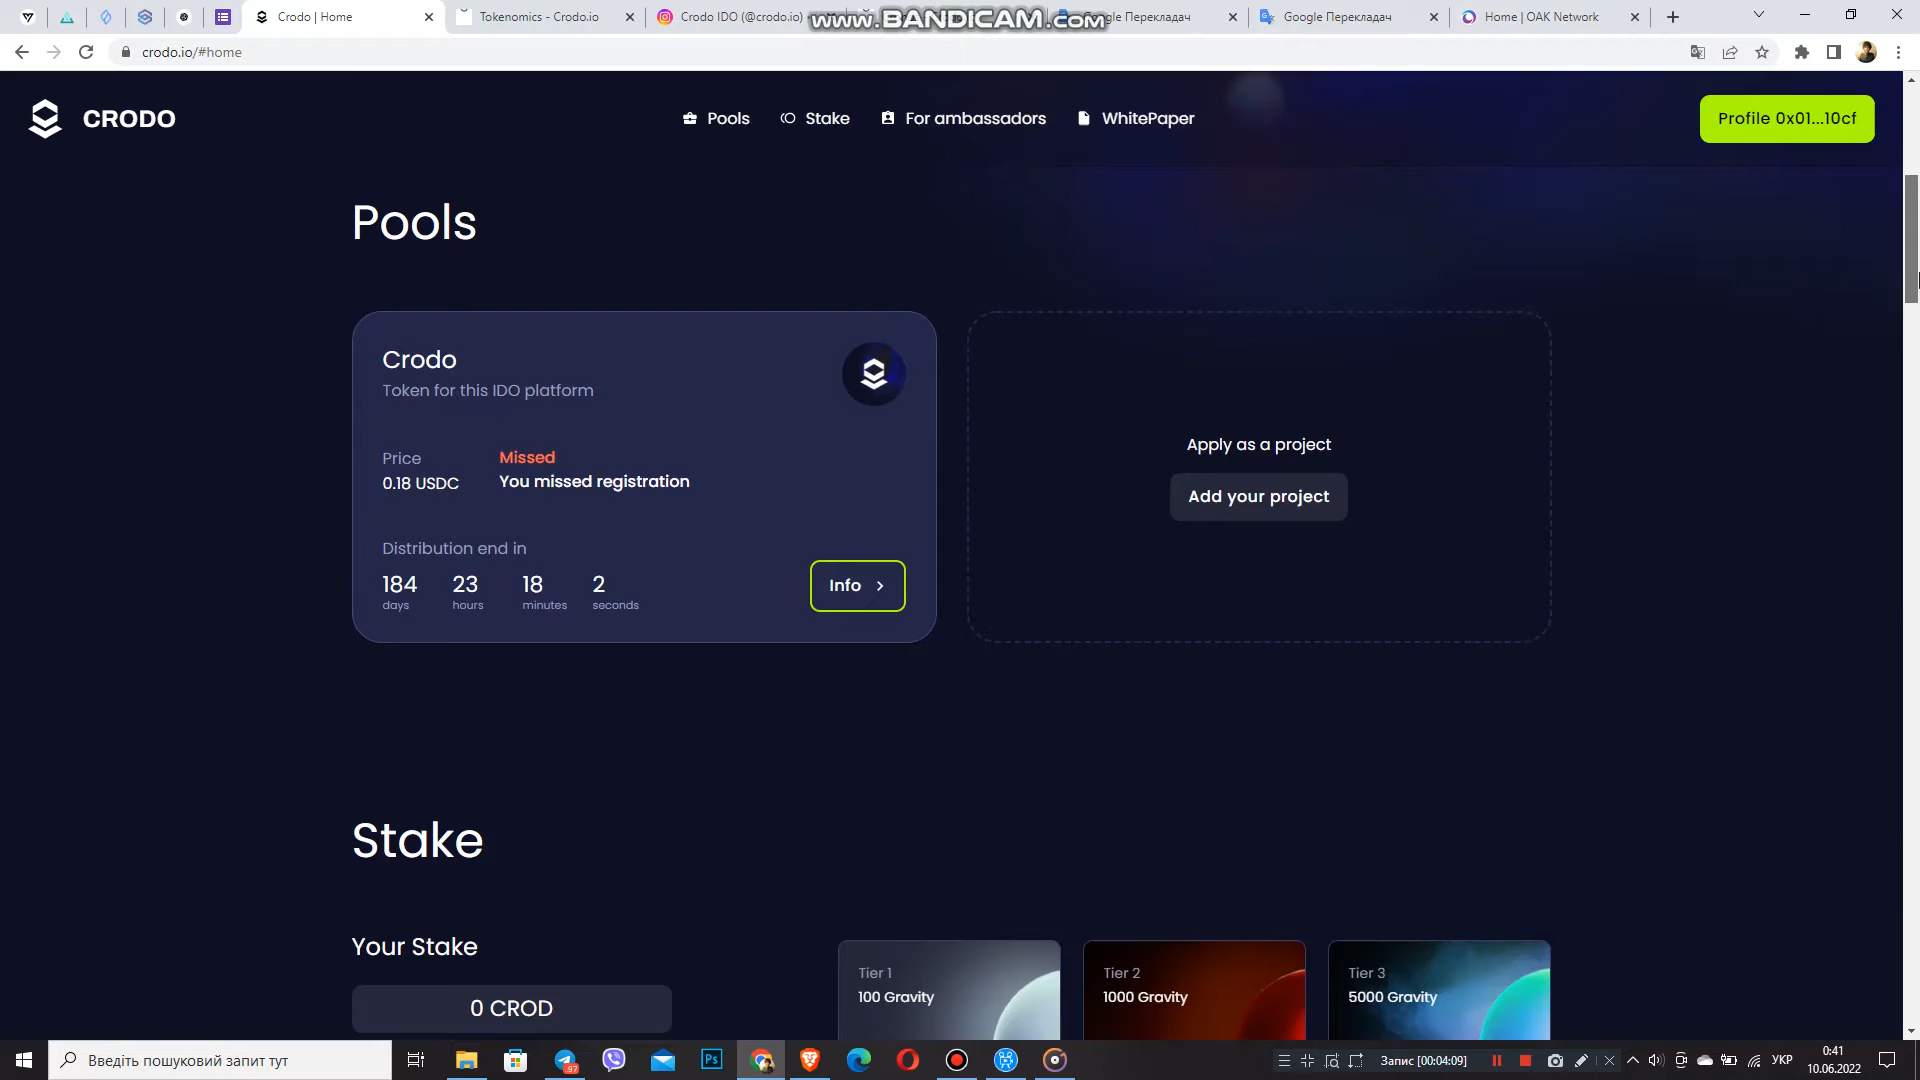 Crodo | Home
Tokenomics - Crodo.io
Crodo IDO (@crodo.io)
www.BANDICAM.com
Google Перекладач
Google Перекладач
Home | OAK Network
crodo.io/#home
CRODO
Pools
Stake
For ambassadors
WhitePaper
Profile 0x01...10cf
Pools
Crodo
Token for this IDO platform
Price
0.18 USDC
Missed
You missed registration
Distribution end in
184
days
23
hours
18
minutes
2
seconds
Info
Apply as a project
Add your project
Stake
Your Stake
0 CROD
Tier 1
100 Gravity
Tier 2
1000 Gravity
Tier 3
5000 Gravity
Введіть пошуковий запит тут
97
Ps
Запис [00:04:09]
УКР
0:41
10.06.2022